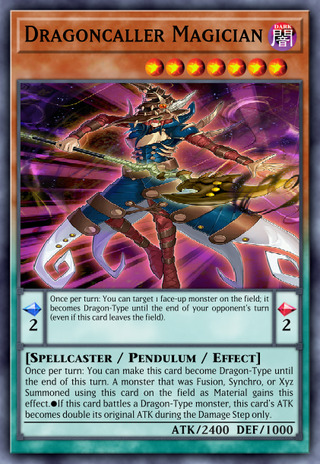 Dragoncaller Magician
DARK
闇
Once per turn: You can target 1 face-up monster on the field; it
becomes Dragon-Type until the end of your opponent's turn
(even if this card leaves the field).
2
2
[Spellcaster / Pendulum / Effect]
Once per turn: You can make this card become Dragon-Type until
the end of this turn. A monster that was Fusion, Synchro, or Xyz
Summoned using this card on the field as Material gains this
effect.●If this card battles a Dragon-Type monster, this card's ATK
becomes double its original ATK during the Damage Step only.
ATK/2400 DEF/1000